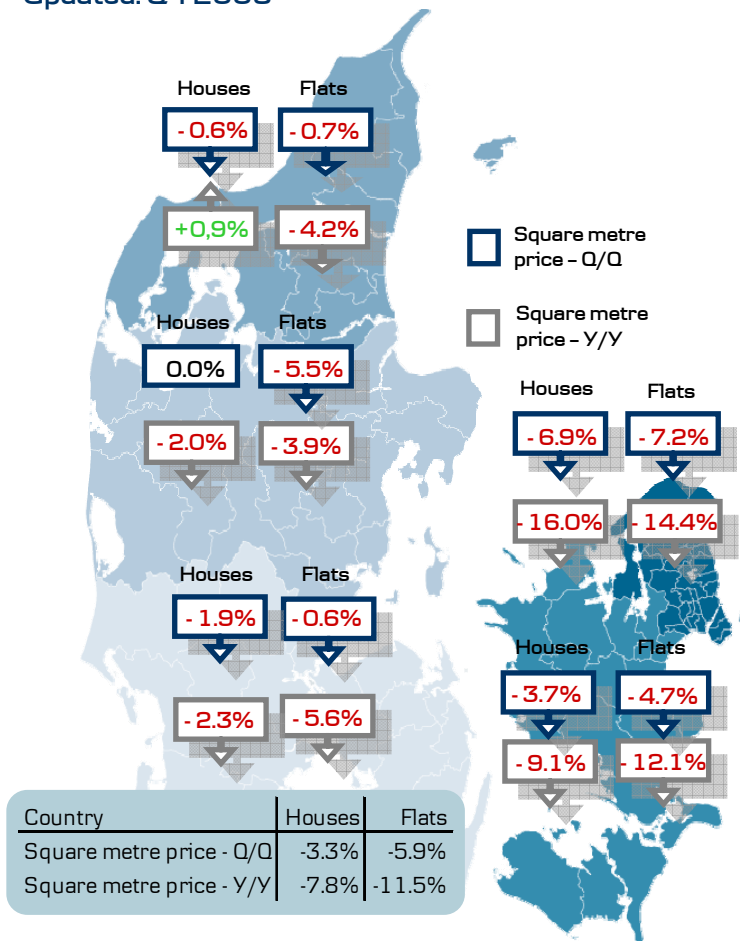 Updated:
Houses Flats
- 0.6% - 0.7%
+0,9% - 4.2%
Square metre
price – Q/Q
Square metre
price – Y/Y
Houses Flats
0.0% - 5.5%
- 2.0% - 3.9%
Houses Flats
- 6.9% - 7.2%
- 16.0% - 14.4%
Houses Flats
- 1.9% - 0.6%
- 2.3% - 5.6%
Houses Flats
- 3.7% - 4.7%
- 9.1% - 12.1%
Country Houses Flats
Square metre price - Q/Q -3.3% -5.9%
Square metre price - Y/Y -7.8% -11.5%